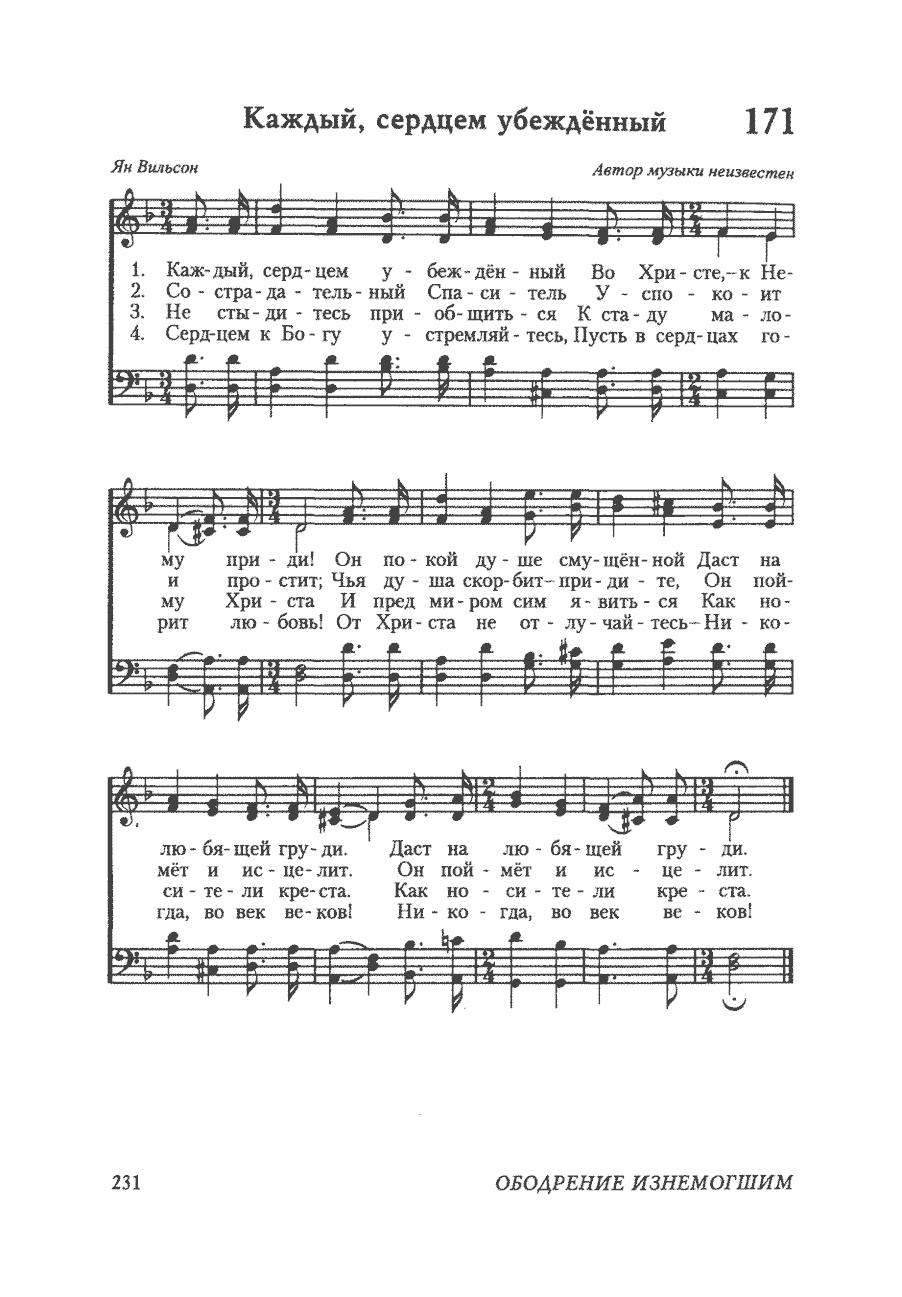 Каждый, сердцем убеждённый 171
Ян Вильсон Автор музыки неизвестен
1. Каж-дый, серд-цем у - беж-дён - ный Во Хри - сте,–к Не-
2. Со - стра-да - тель-ный Спа-си - тель У - спо - ко - ит
3. Не сты-ди - тесь при - об-щить - ся К ста-ду ма - ло-
4. Серд-цем к Бо-гу у - стремляй-тесь, Пусть в серд-цах го-
му при - ди! Он по - кой ду - ше сму-щён-ной Даст на
и про - стит; Чья ду - ша скор-бит–при-ди - те, Он пой-
му Хри - ста И пред ми-ром сим я-вить-ся Как но-
рит лю - бовь! От Хри-ста не от - лу-чай-тесь–Ни - ко-
лю-бя-щей гру-ди. Даст на лю - бя-щей гру - ди.
мёт и ис-це-лит. Он пой - мёт и ис - це - лит.
си-те-ли кре-ста. Как но - си - те - ли кре - ста.
гда, во век ве-ков! Ни - ко - гда, во век ве - ков!
231 ОБОДРЕНИЕ ИЗНЕМОГШИМ